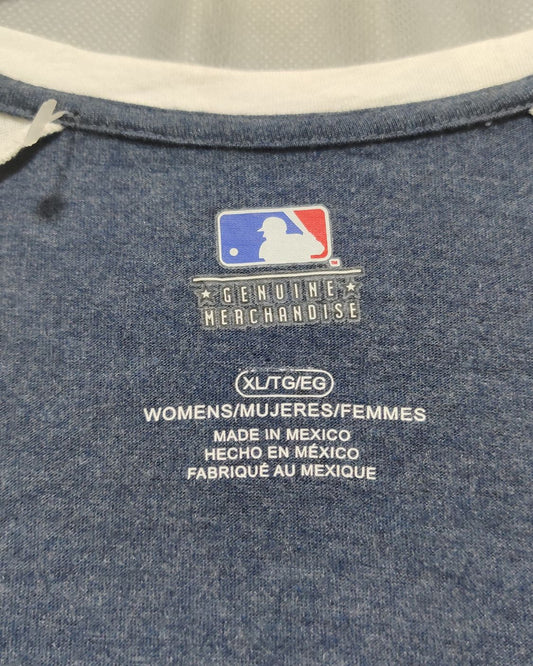 GENUINE
MERCHANDISE
XL/TG/EG
WOMENS/MUJERES/FEMMES
MADE IN MEXICO
HECHO EN MÉXICO
FABRIQUÉ AU MEXIQUE